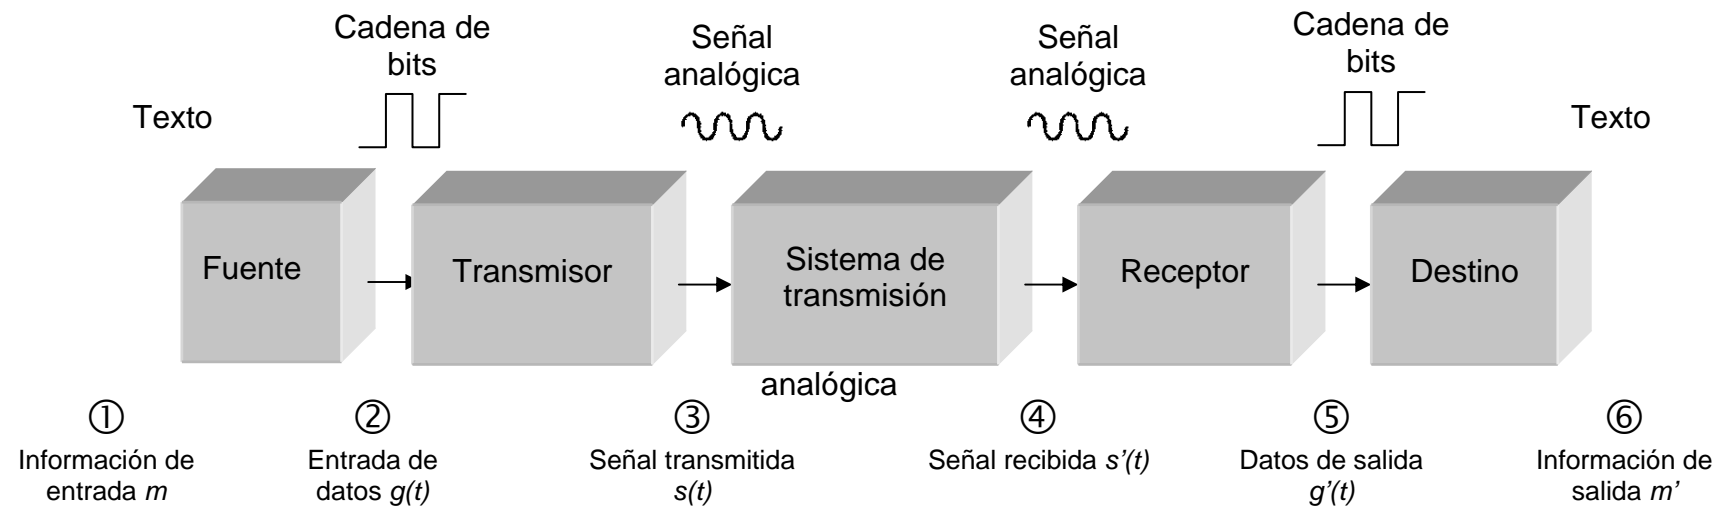 Cadena de
bits
Señal
analógica
Señal
analógica
Cadena de
bits
Texto
Texto
Fuente
Transmisor
Sistema de
transmisión
Receptor
Destino
analógica
①
Información de
entrada m
②
Entrada de
datos g(t)
③
Señal transmitida
s(t)
④
Señal recibida s’(t)
⑤
Datos de salida
g’(t)
⑥
Información de
salida m’